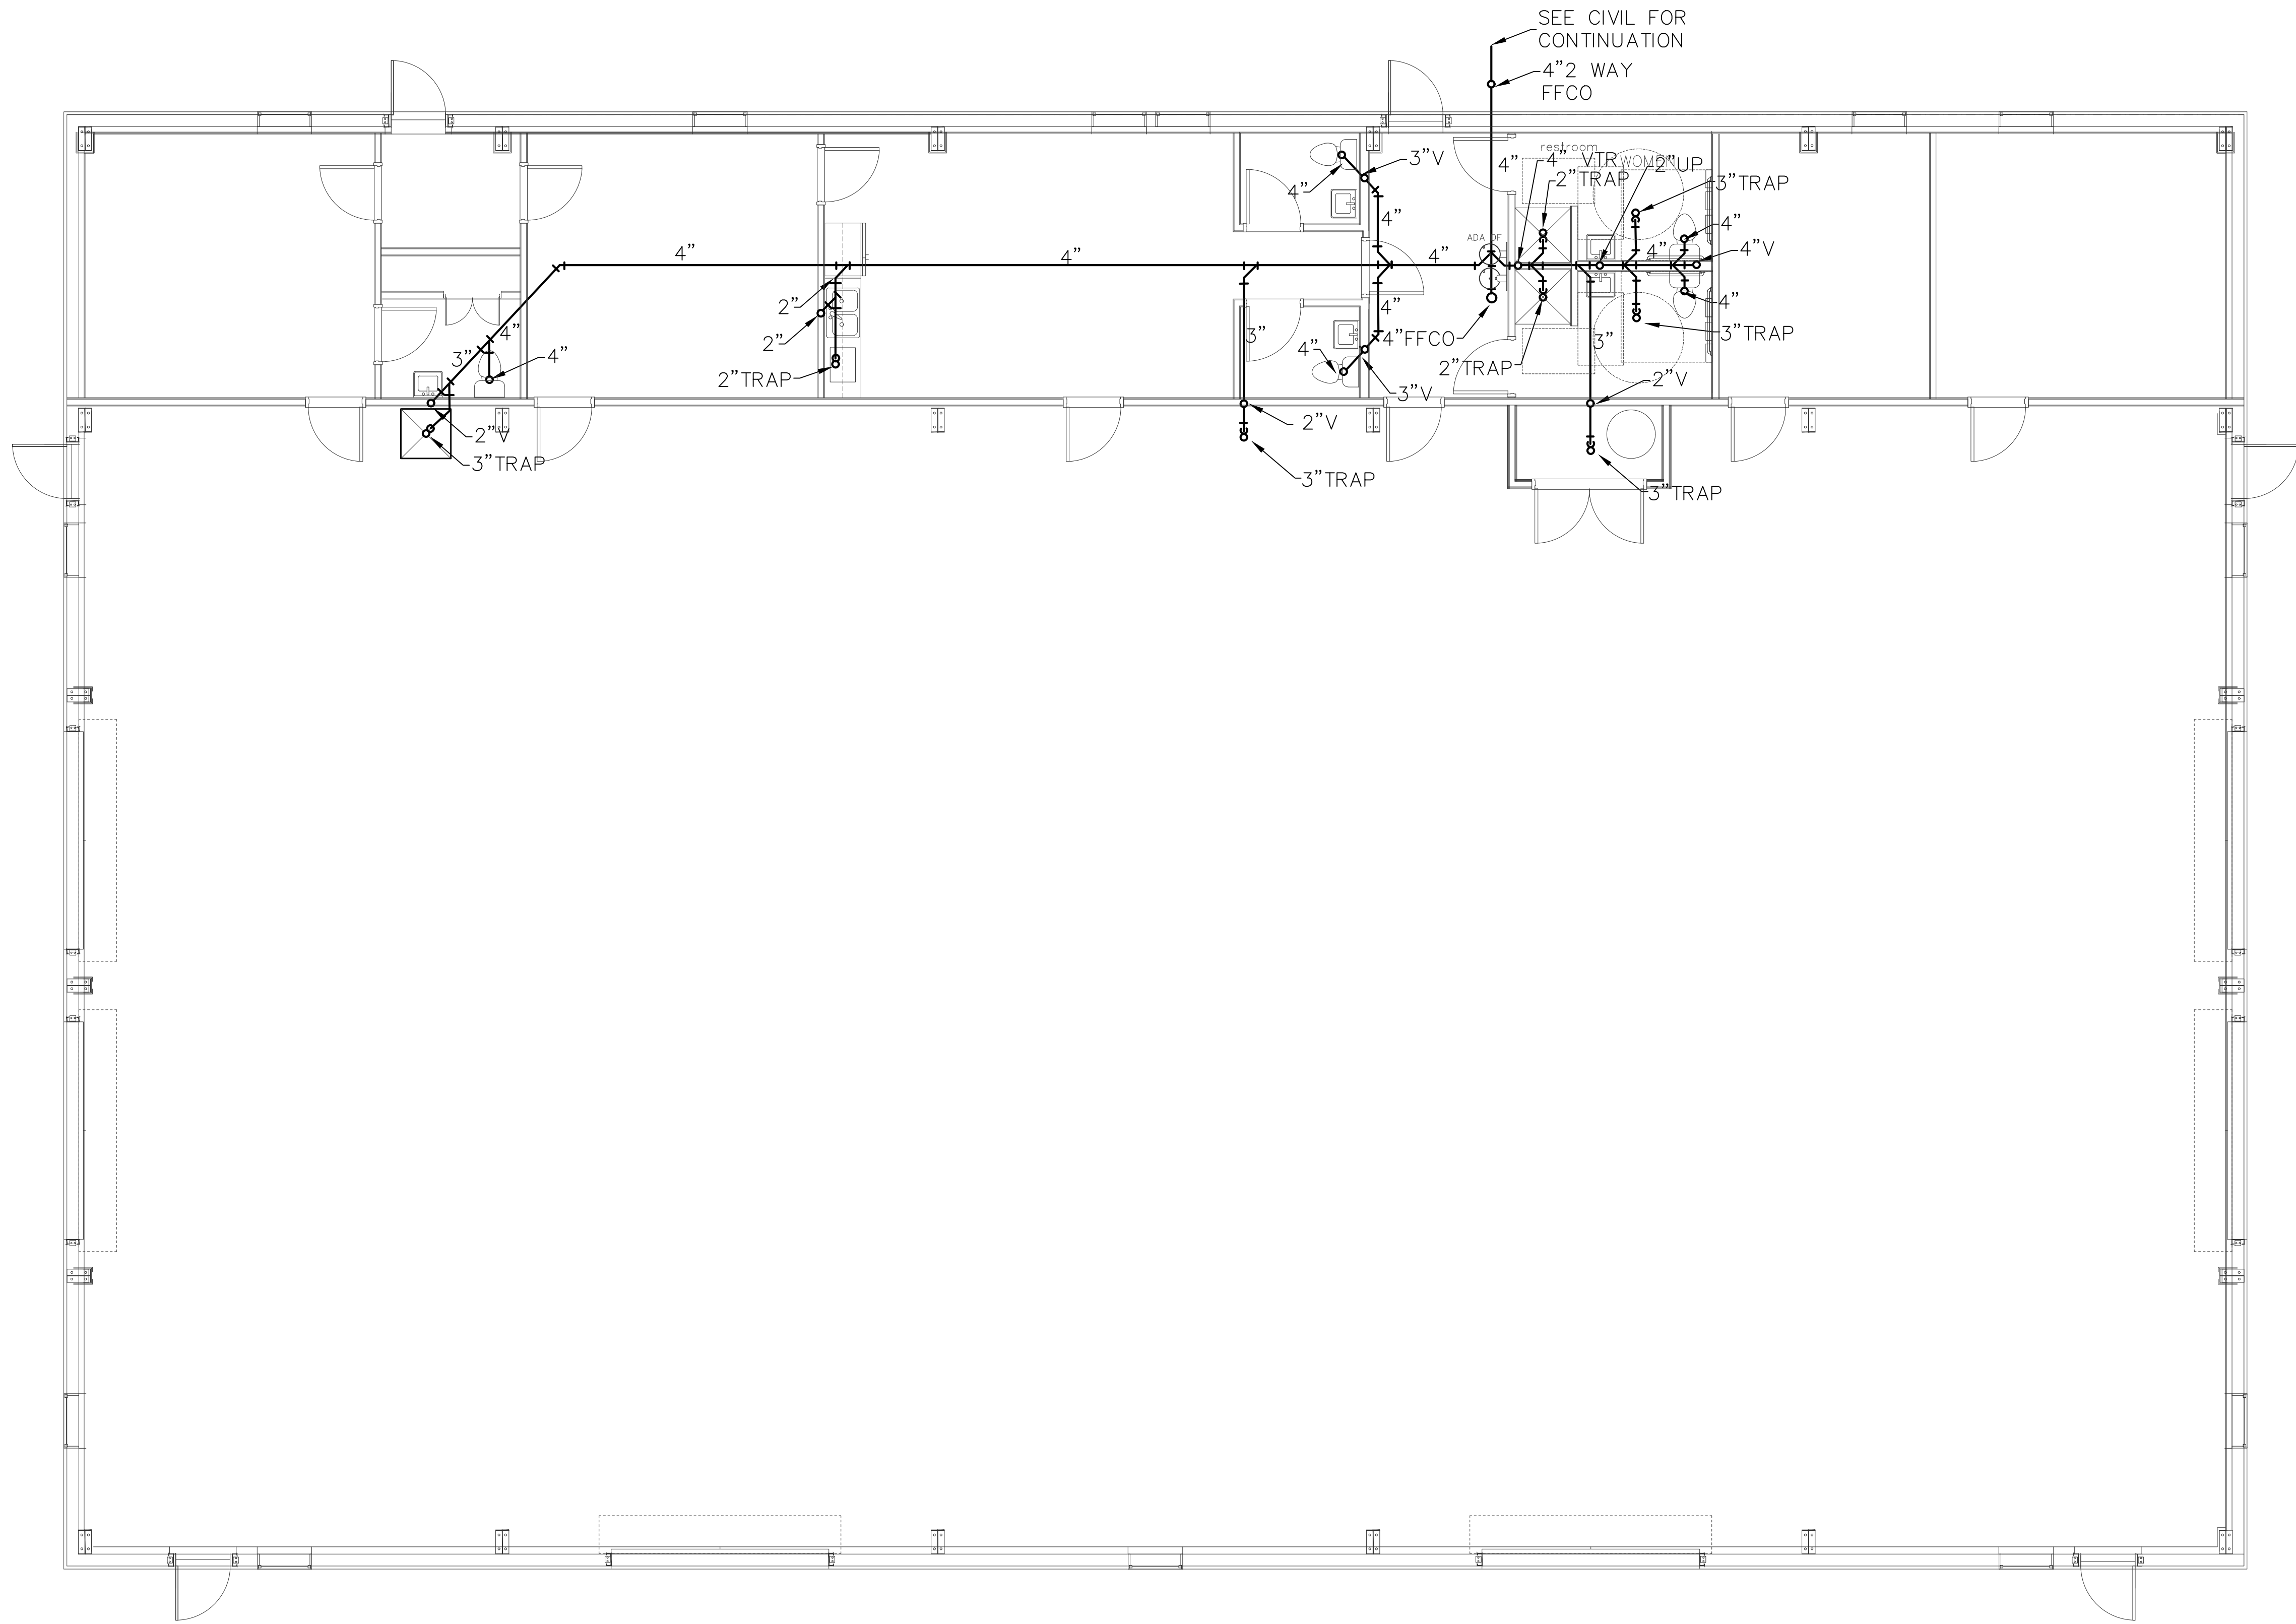 SEE CIVIL FOR
CONTINUATION
4”2 WAY
FFCO
restroom
WOMEN
4” VTR
2”TRAP
2”UP
3”TRAP
4”
4”V
4”
4”
3”TRAP
4”
3”V
4”
4”
4”
ADA DF
4”
4”
4”
4”
3”
4”
2”V
3”TRAP
2”
2”
2”TRAP
3”
4”
4”
3”V
4”FFCO
2”TRAP
3”
2”V
3”TRAP
2”V
3”TRAP